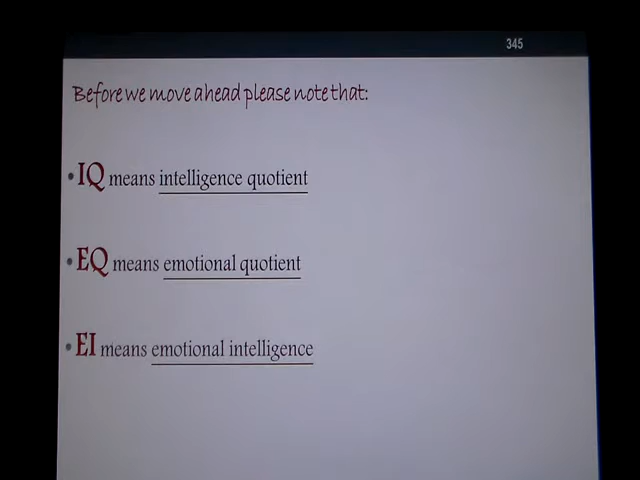 345
Before we move ahead please note that:
• IQ means intelligence quotient
• EQ means emotional quotient
• EI means emotional intelligence